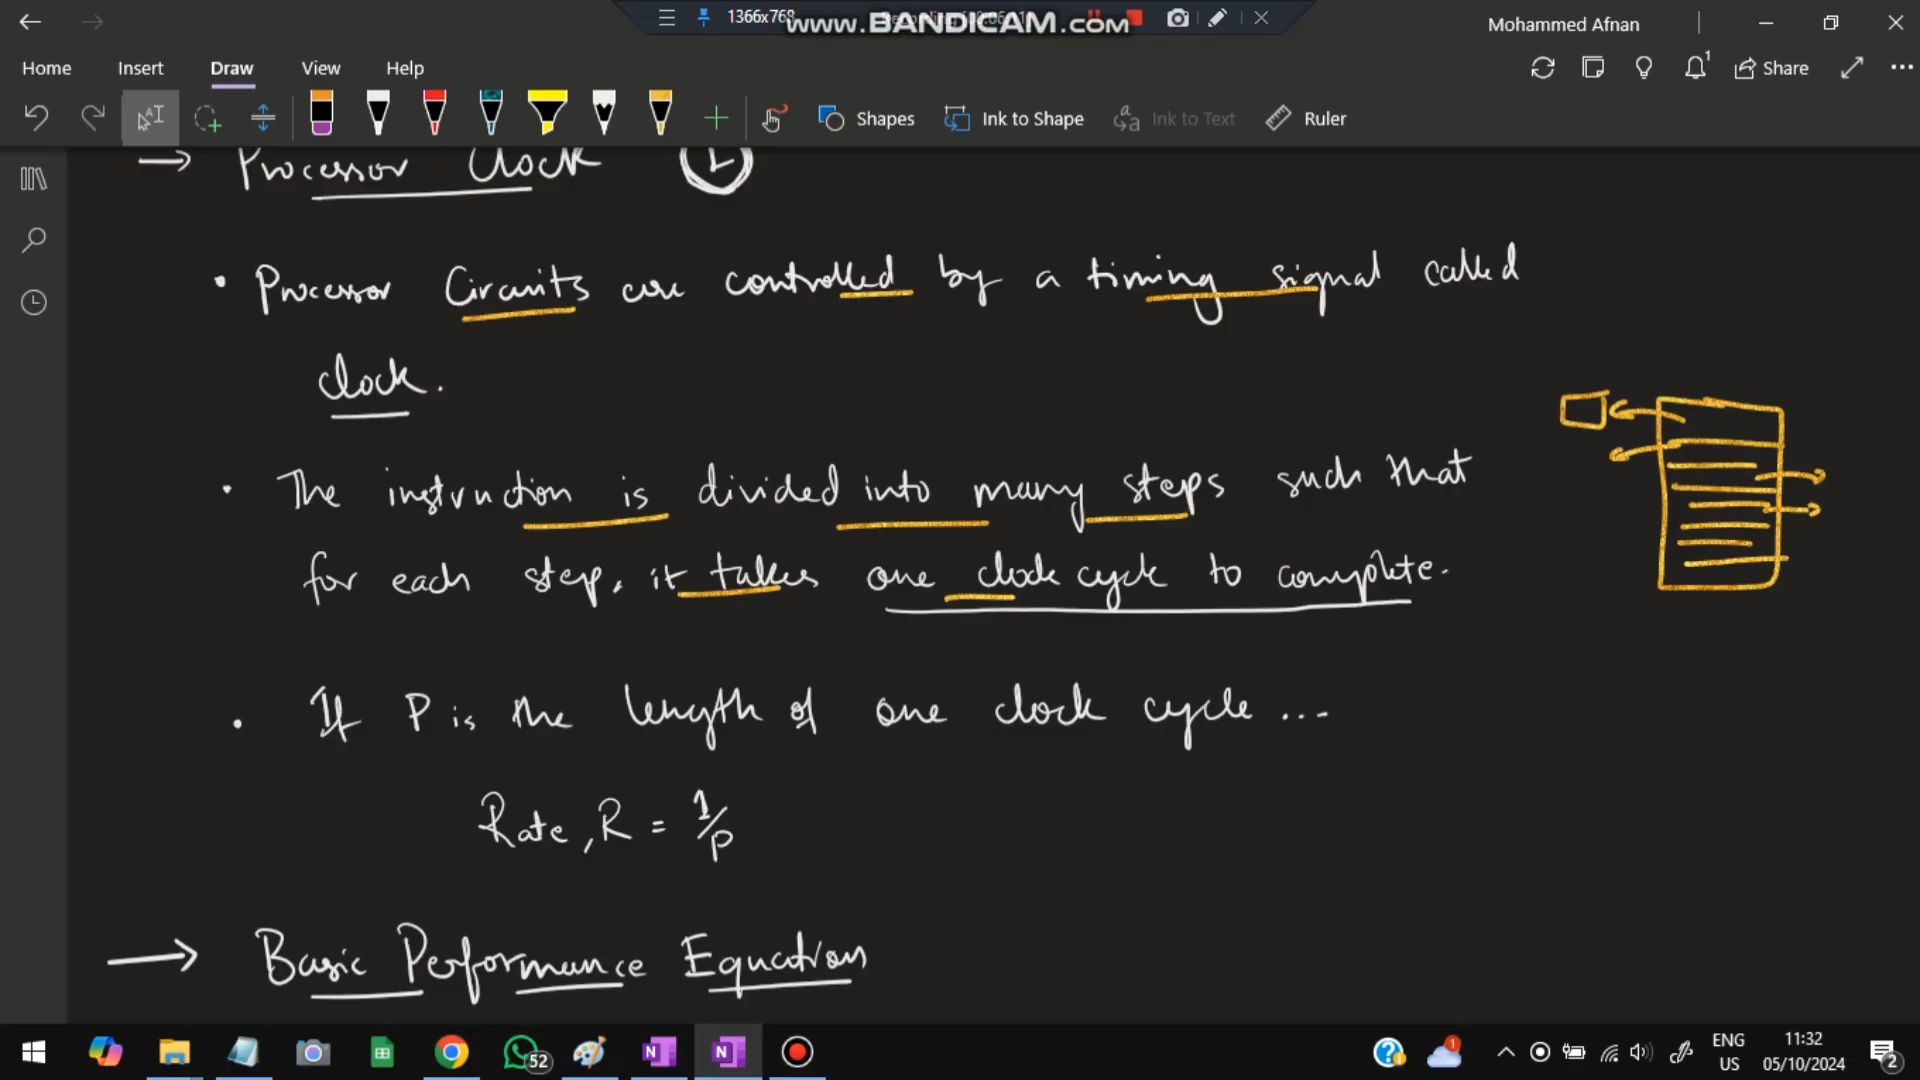 1366x768
www.BANDICAM.com
Mohammed Afnan
Home Insert Draw View Help
Share
Shapes Ink to Shape Ink to Text Ruler
→ Processor Clock
• Processor Circuits are controlled by a timing signal called
clock.
• The instruction is divided into many steps such that
for each step, it takes one clock cycle to complete.
• If P is the length of one clock cycle ...
Rate, R = 1/P
→ Basic Performance Equation
52
ENG
US
11:32
05/10/2024